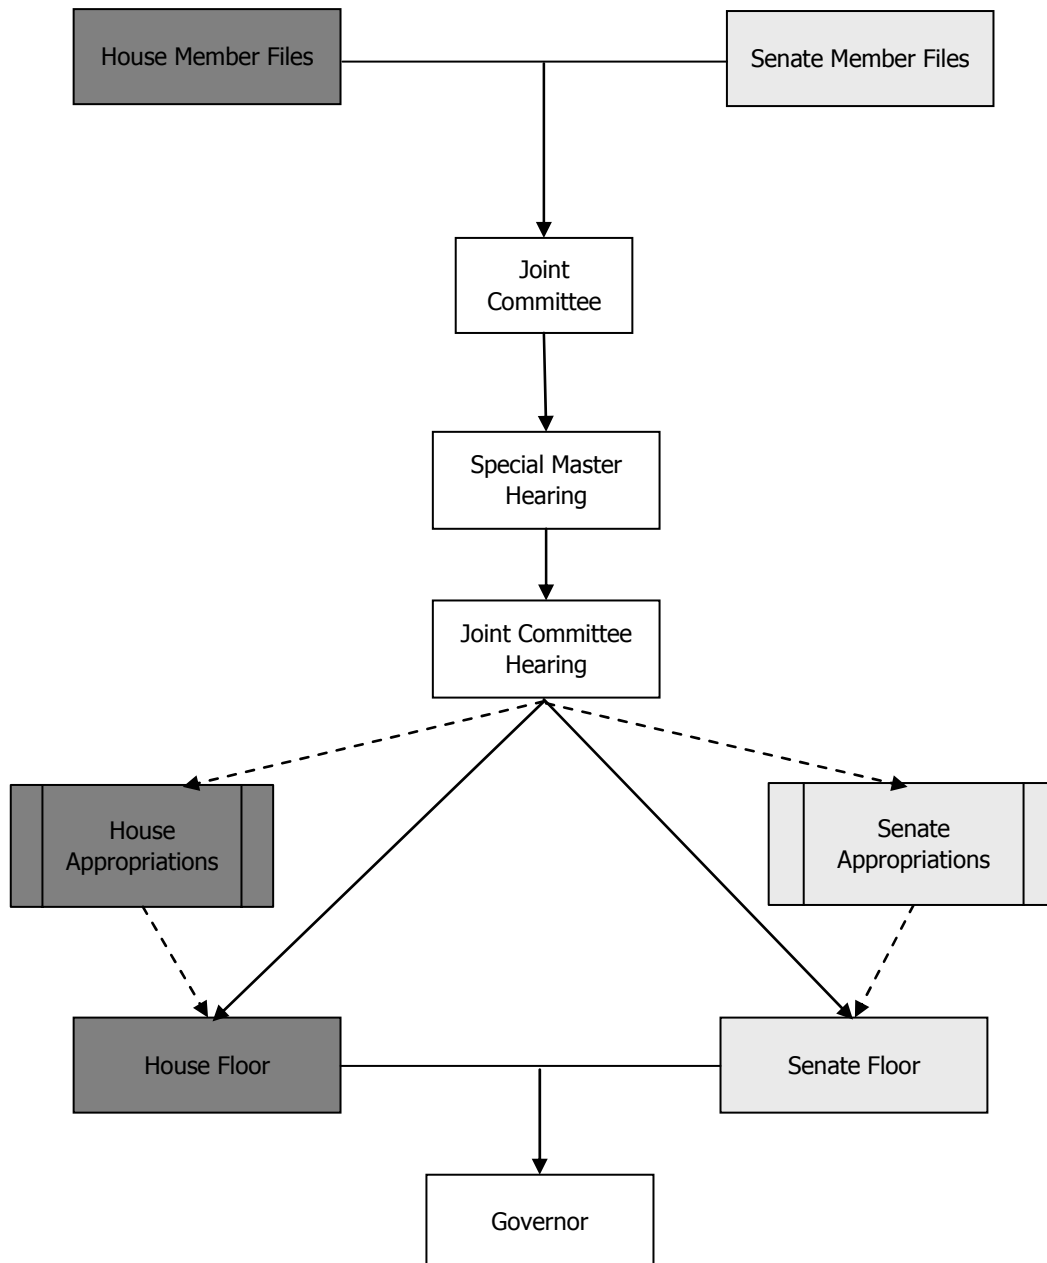 House Member Files
Senate Member Files
Joint
Committee
Special Master
Hearing
Joint Committee
Hearing
House
Appropriations
Senate
Appropriations
House Floor
Senate Floor
Governor